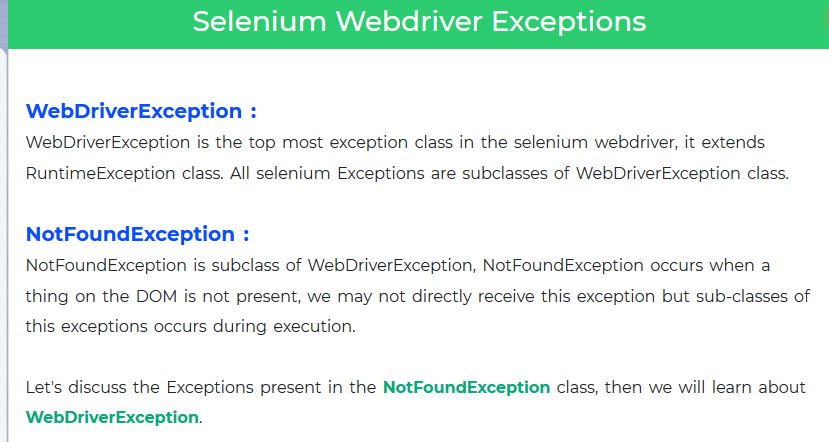 Selenium Webdriver Exceptions
WebDriverException :
WebDriverException is the top most exception class in the selenium webdriver, it extends
RuntimeException class. All selenium Exceptions are subclasses of WebDriverException class.
NotFoundException :
NotFoundException is subclass of WebDriverException, NotFoundException occurs when a
thing on the DOM is not present, we may not directly receive this exception but sub-classes of
this exceptions occurs during execution.
Let's discuss the Exceptions present in the NotFoundException class, then we will learn about
WebDriverException.